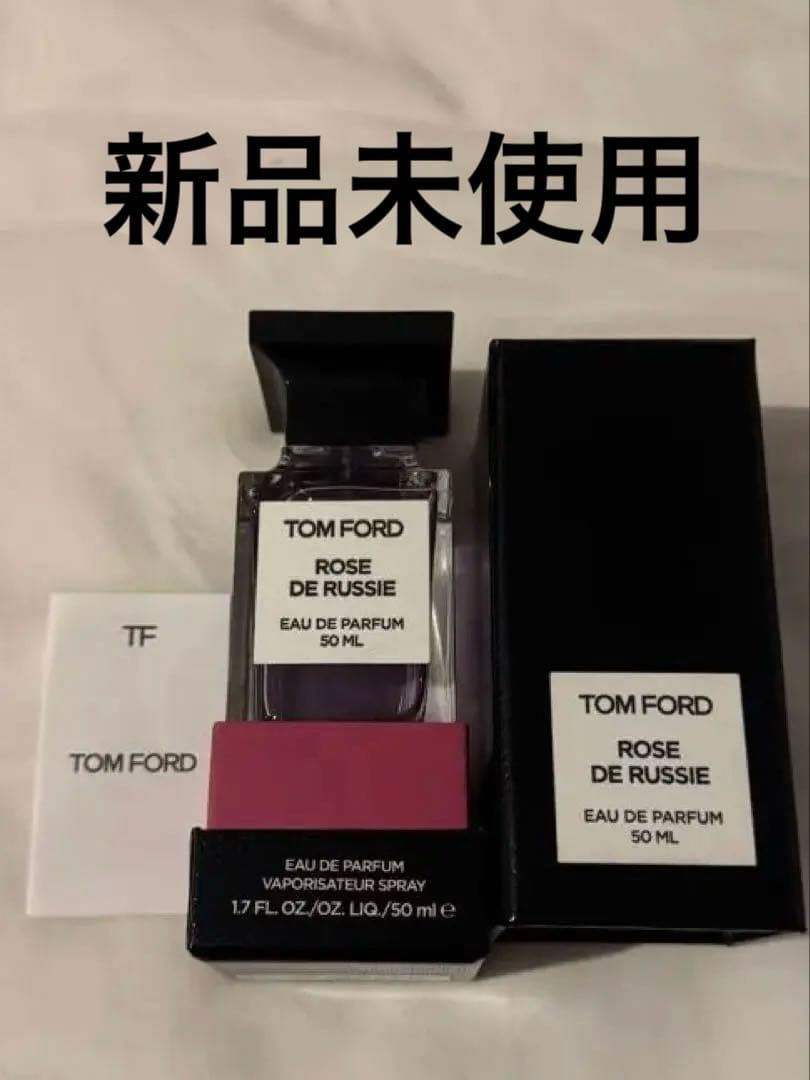 新品未使用
TOM FORD
ROSE
DE RUSSIE
EAU DE PARFUM
50 ML
TF
TOM FORD
EAU DE PARFUM
VAPORISATEUR SPRAY
1.7 FL. OZ./OZ. LIQ./50 ml ℮
TOM FORD
ROSE
DE RUSSIE
EAU DE PARFUM
50 ML